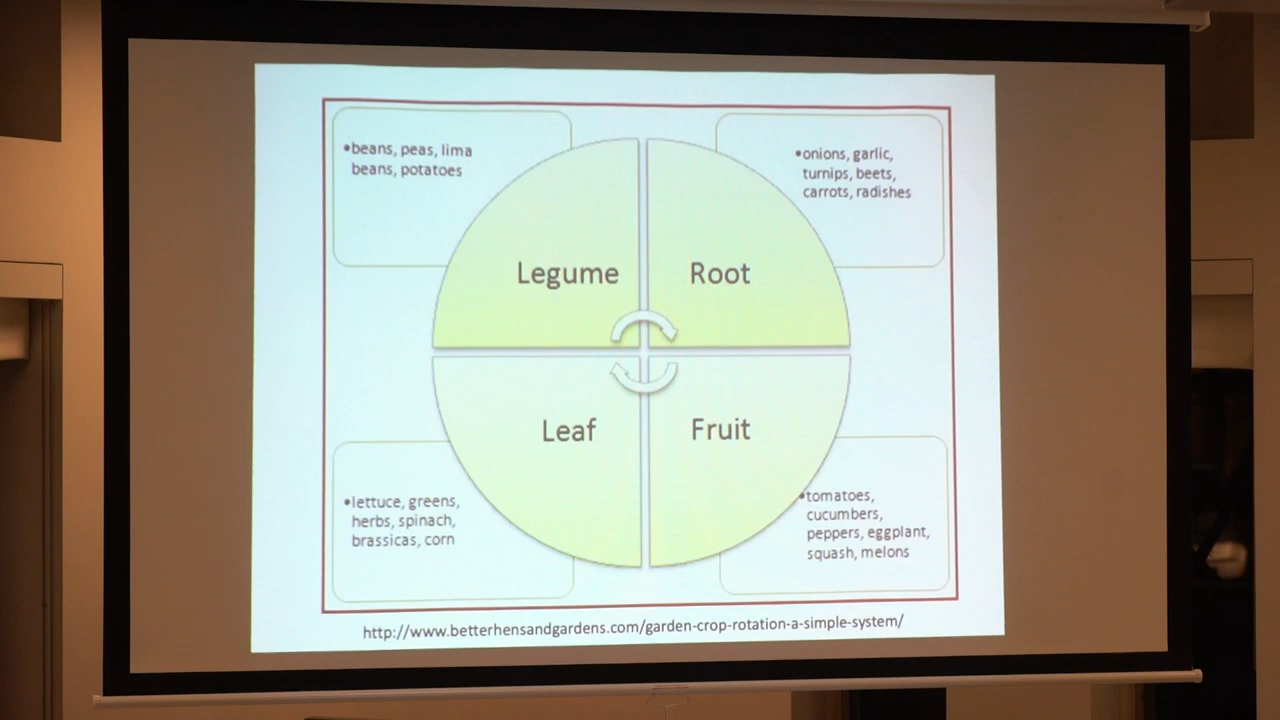 •beans, peas, lima
beans, potatoes
•onions, garlic,
turnips, beets,
carrots, radishes
Legume
Root
Leaf
Fruit
•lettuce, greens,
herbs, spinach,
brassicas, corn
•tomatoes,
cucumbers,
peppers, eggplant,
squash, melons
http://www.betterhensandgardens.com/garden-crop-rotation-a-simple-system/